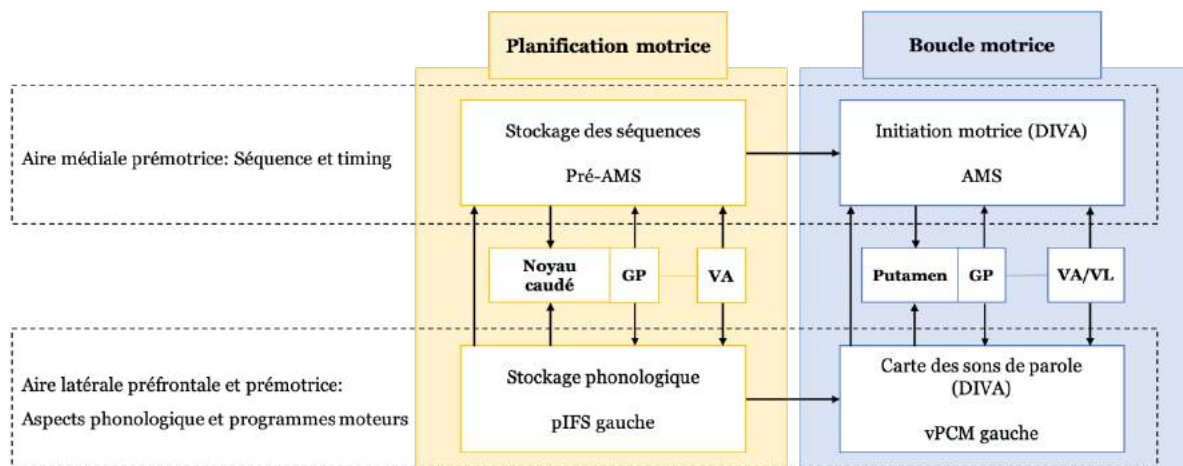 Planification motrice
Boucle motrice
Aire médiale prémotrice: Séquence et timing
Stockage des séquences
Pré-AMS
Initiation motrice (DIVA)
AMS
Noyau
caudé
GP
VA
Putamen
GP
VA/VL
Aire latérale préfrontale et prémotrice:
Aspects phonologique et programmes moteurs
Stockage phonologique
pIFS gauche
Carte des sons de parole
(DIVA)
vPCM gauche